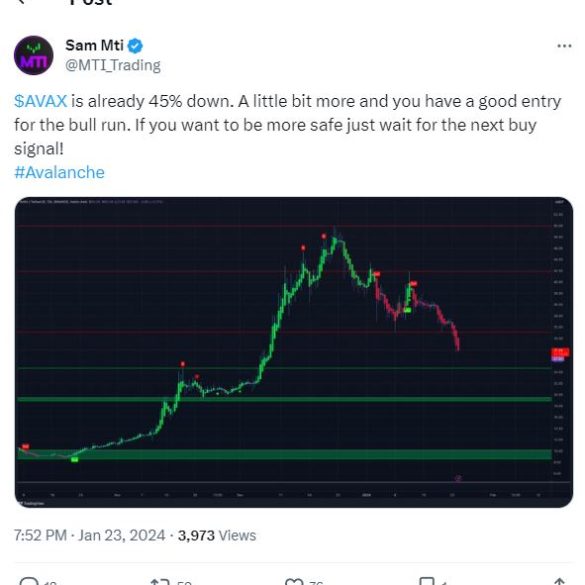 Post
Sam Mti
@MTI_Trading
$AVAX is already 45% down. A little bit more and you have a good entry
for the bull run. If you want to be more safe just wait for the next buy
signal!
#Avalanche
MTI
7:52 PM · Jan 23, 2024 · 3,973 Views